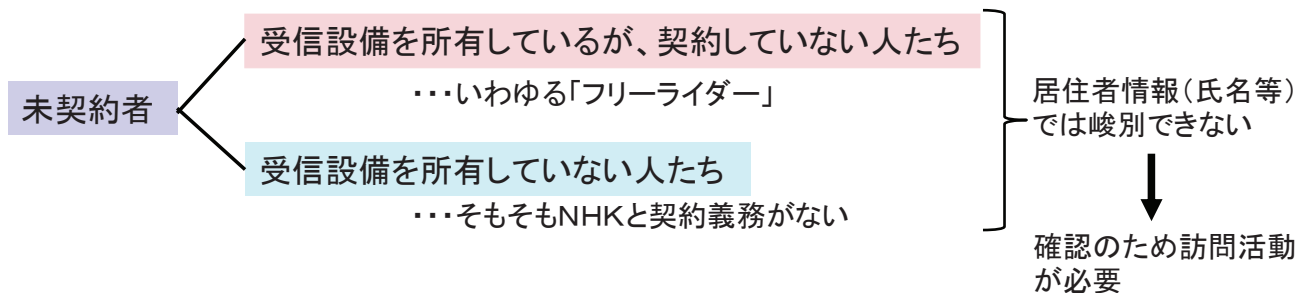 受信設備を所有しているが、契約していない人たち
・・・いわゆる「フリーライダー」
未契約者
受信設備を所有していない人たち
・・・そもそもNHKと契約義務がない
居住者情報（氏名等）
では峻別できない
確認のため訪問活動
が必要